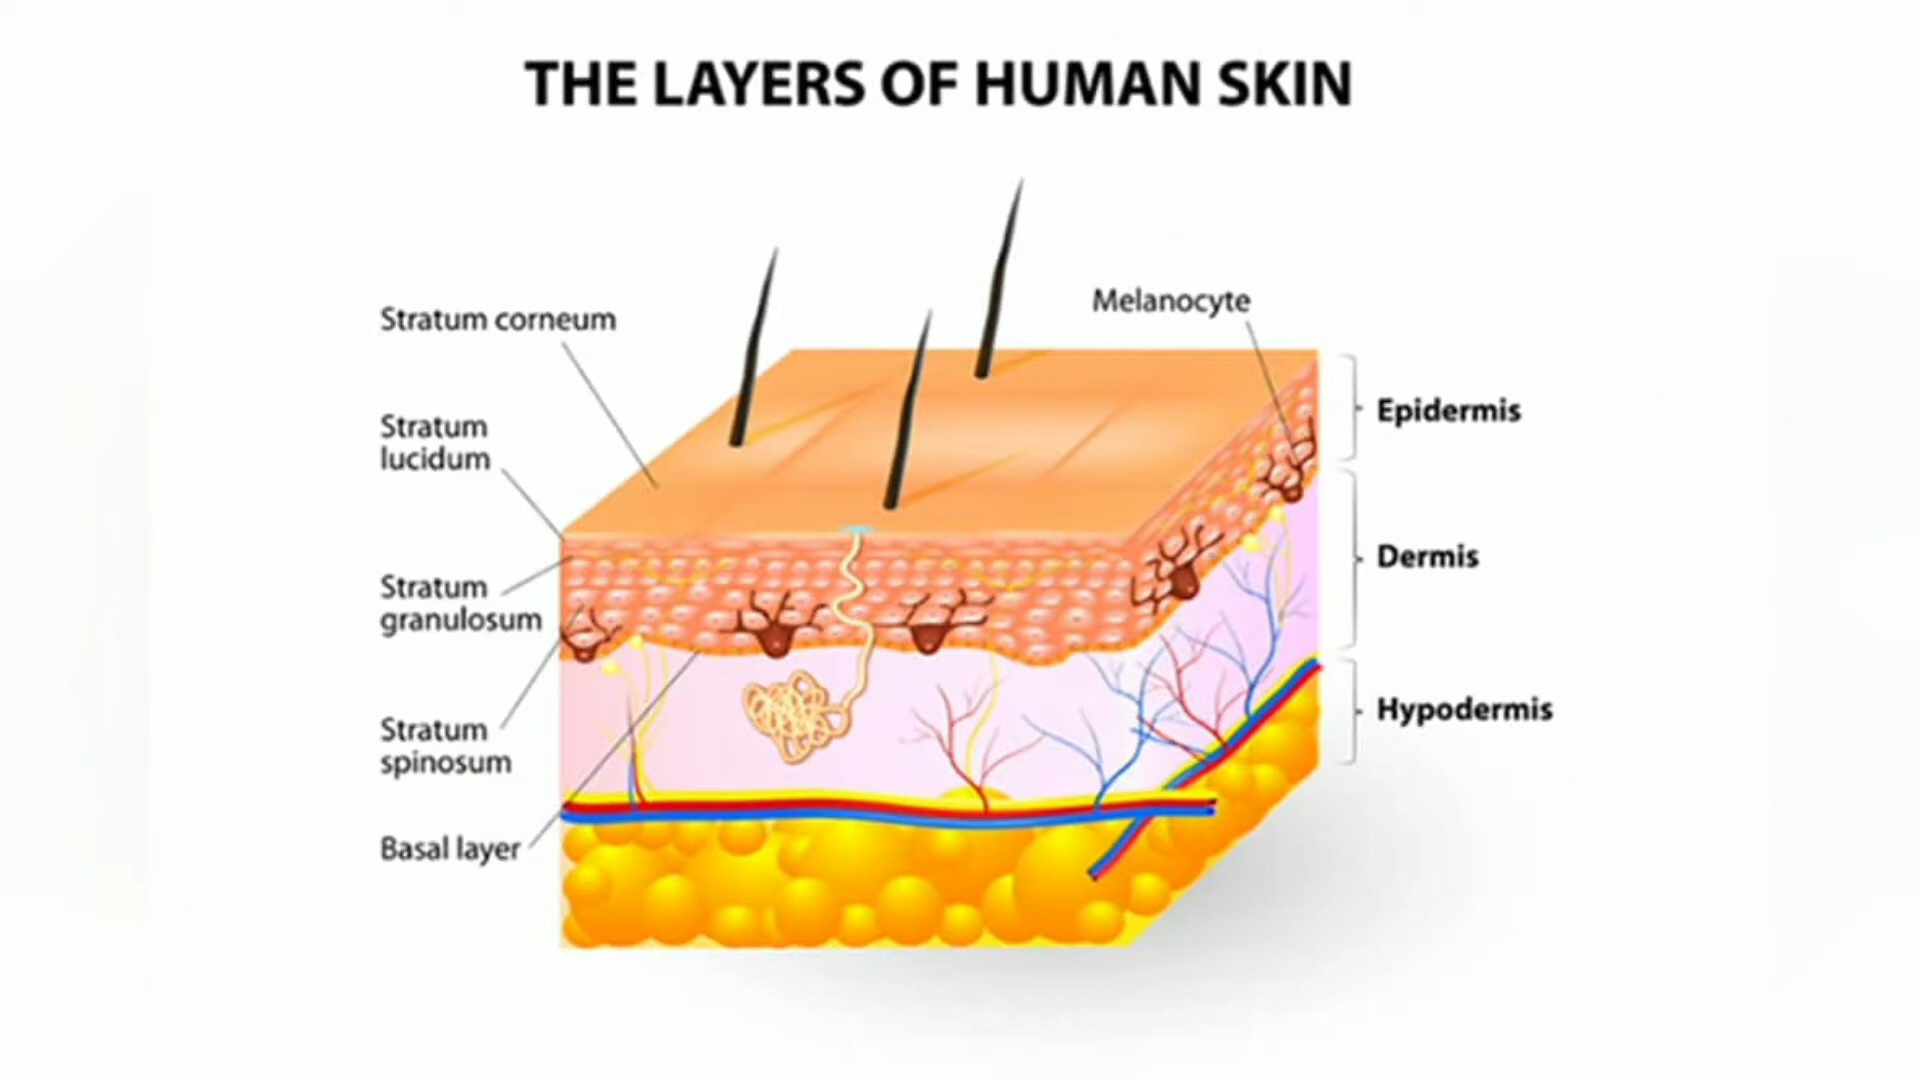 THE LAYERS OF HUMAN SKIN
Stratum corneum
Melanocyte
Stratum
lucidum
Epidermis
Stratum
granulosum
Dermis
Stratum
spinosum
Hypodermis
Basal layer